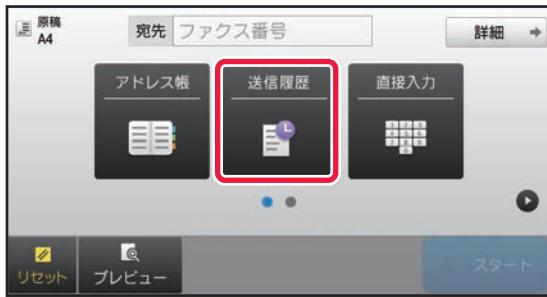 原稿
A4
宛先 ファクス番号
詳細
アドレス帳
送信履歴
直接入力
リセット
プレビュー
スタート